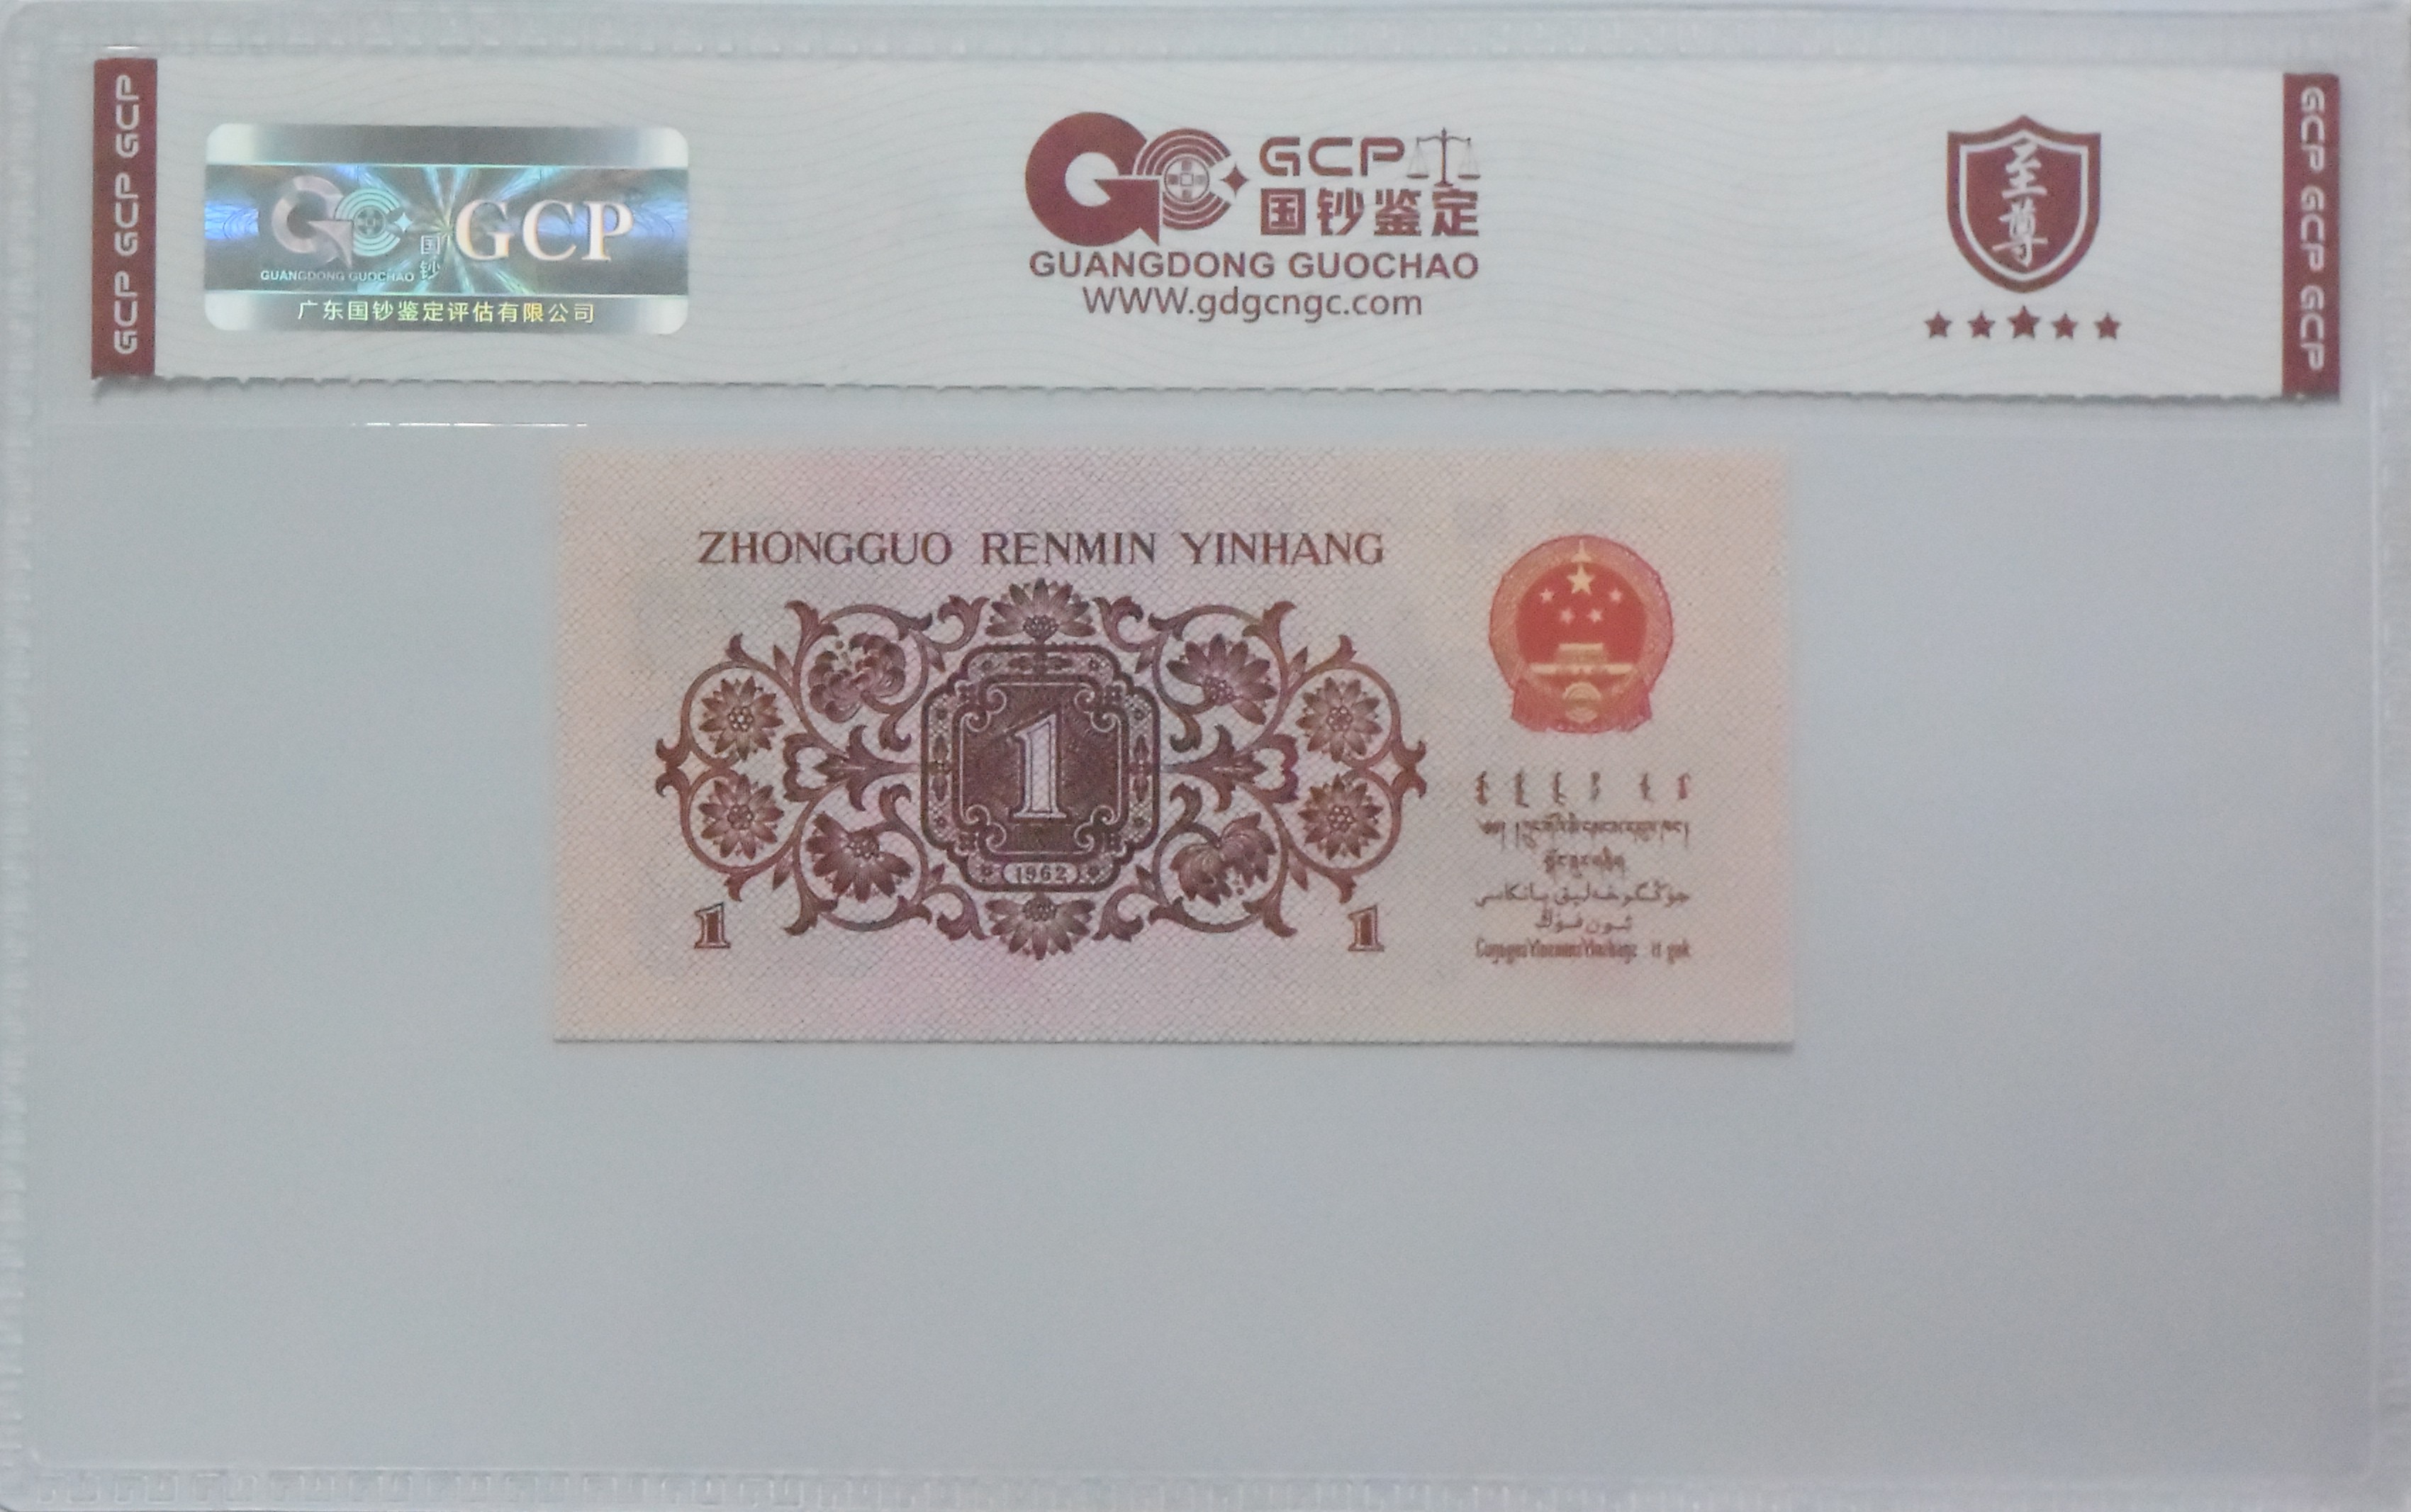 GCP GCP GCP
GCP
GUANGDONG GUOCHAO
国钞
广东国钞鉴定评估有限公司
GCP
国钞鉴定
GUANGDONG GUOCHAO
WWW.gdgcngc.com
至尊
GCP GCP GCP
ZHONGGUO RENMIN YINHANG
1
1962
1
1